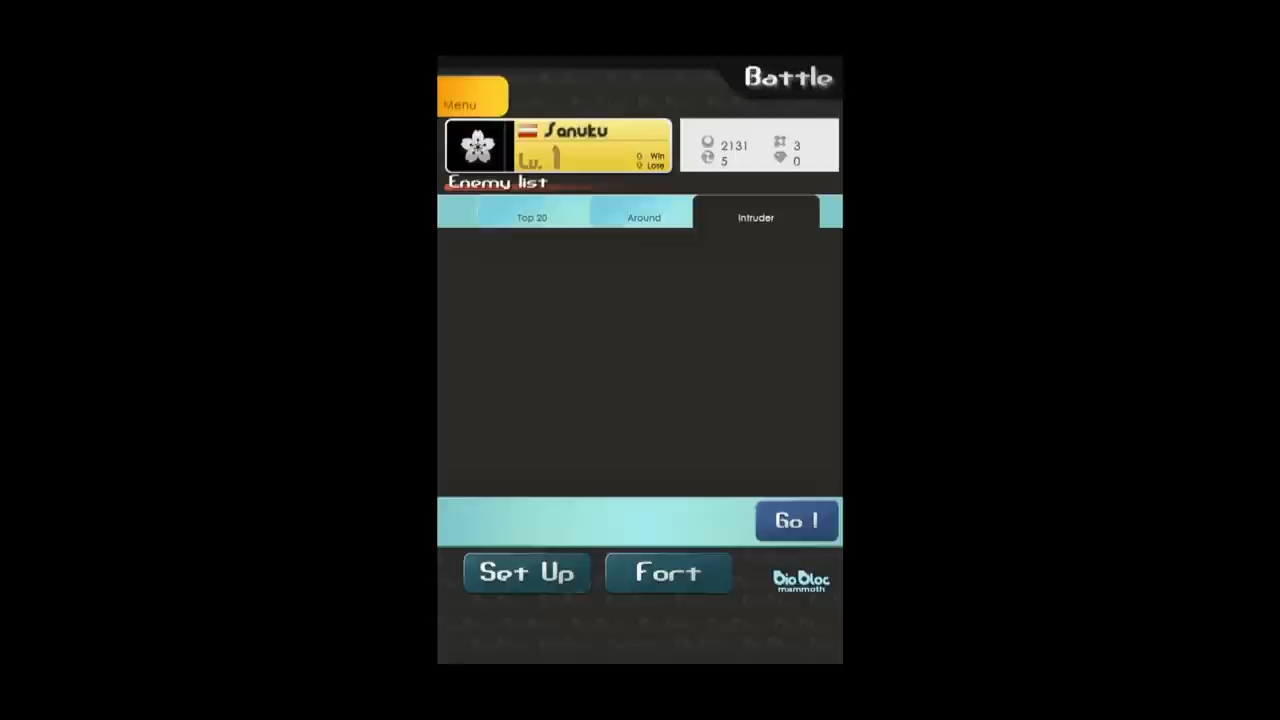 Battle
Menu
Sanuku
Lv. 1
0 Win
0 Lose
2131
3
5
0
Enemy list
Top 20
Around
Intruder
Go !
Set Up
Fort
BioBloc
mammoth